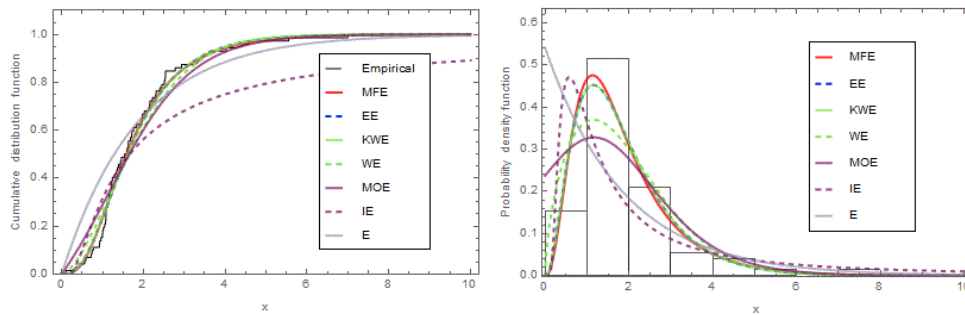 Cumulative distribution function
1.0
0.8
0.6
0.4
0.2
0.0
0
2
4
6
8
10
x
Empirical
MFE
EE
KWE
WE
MOE
IE
E
Probability density function
0.5
0.4
0.3
0.2
0.1
0.0
0
2
4
6
8
10
x
MFE
EE
KWE
WE
MOE
IE
E